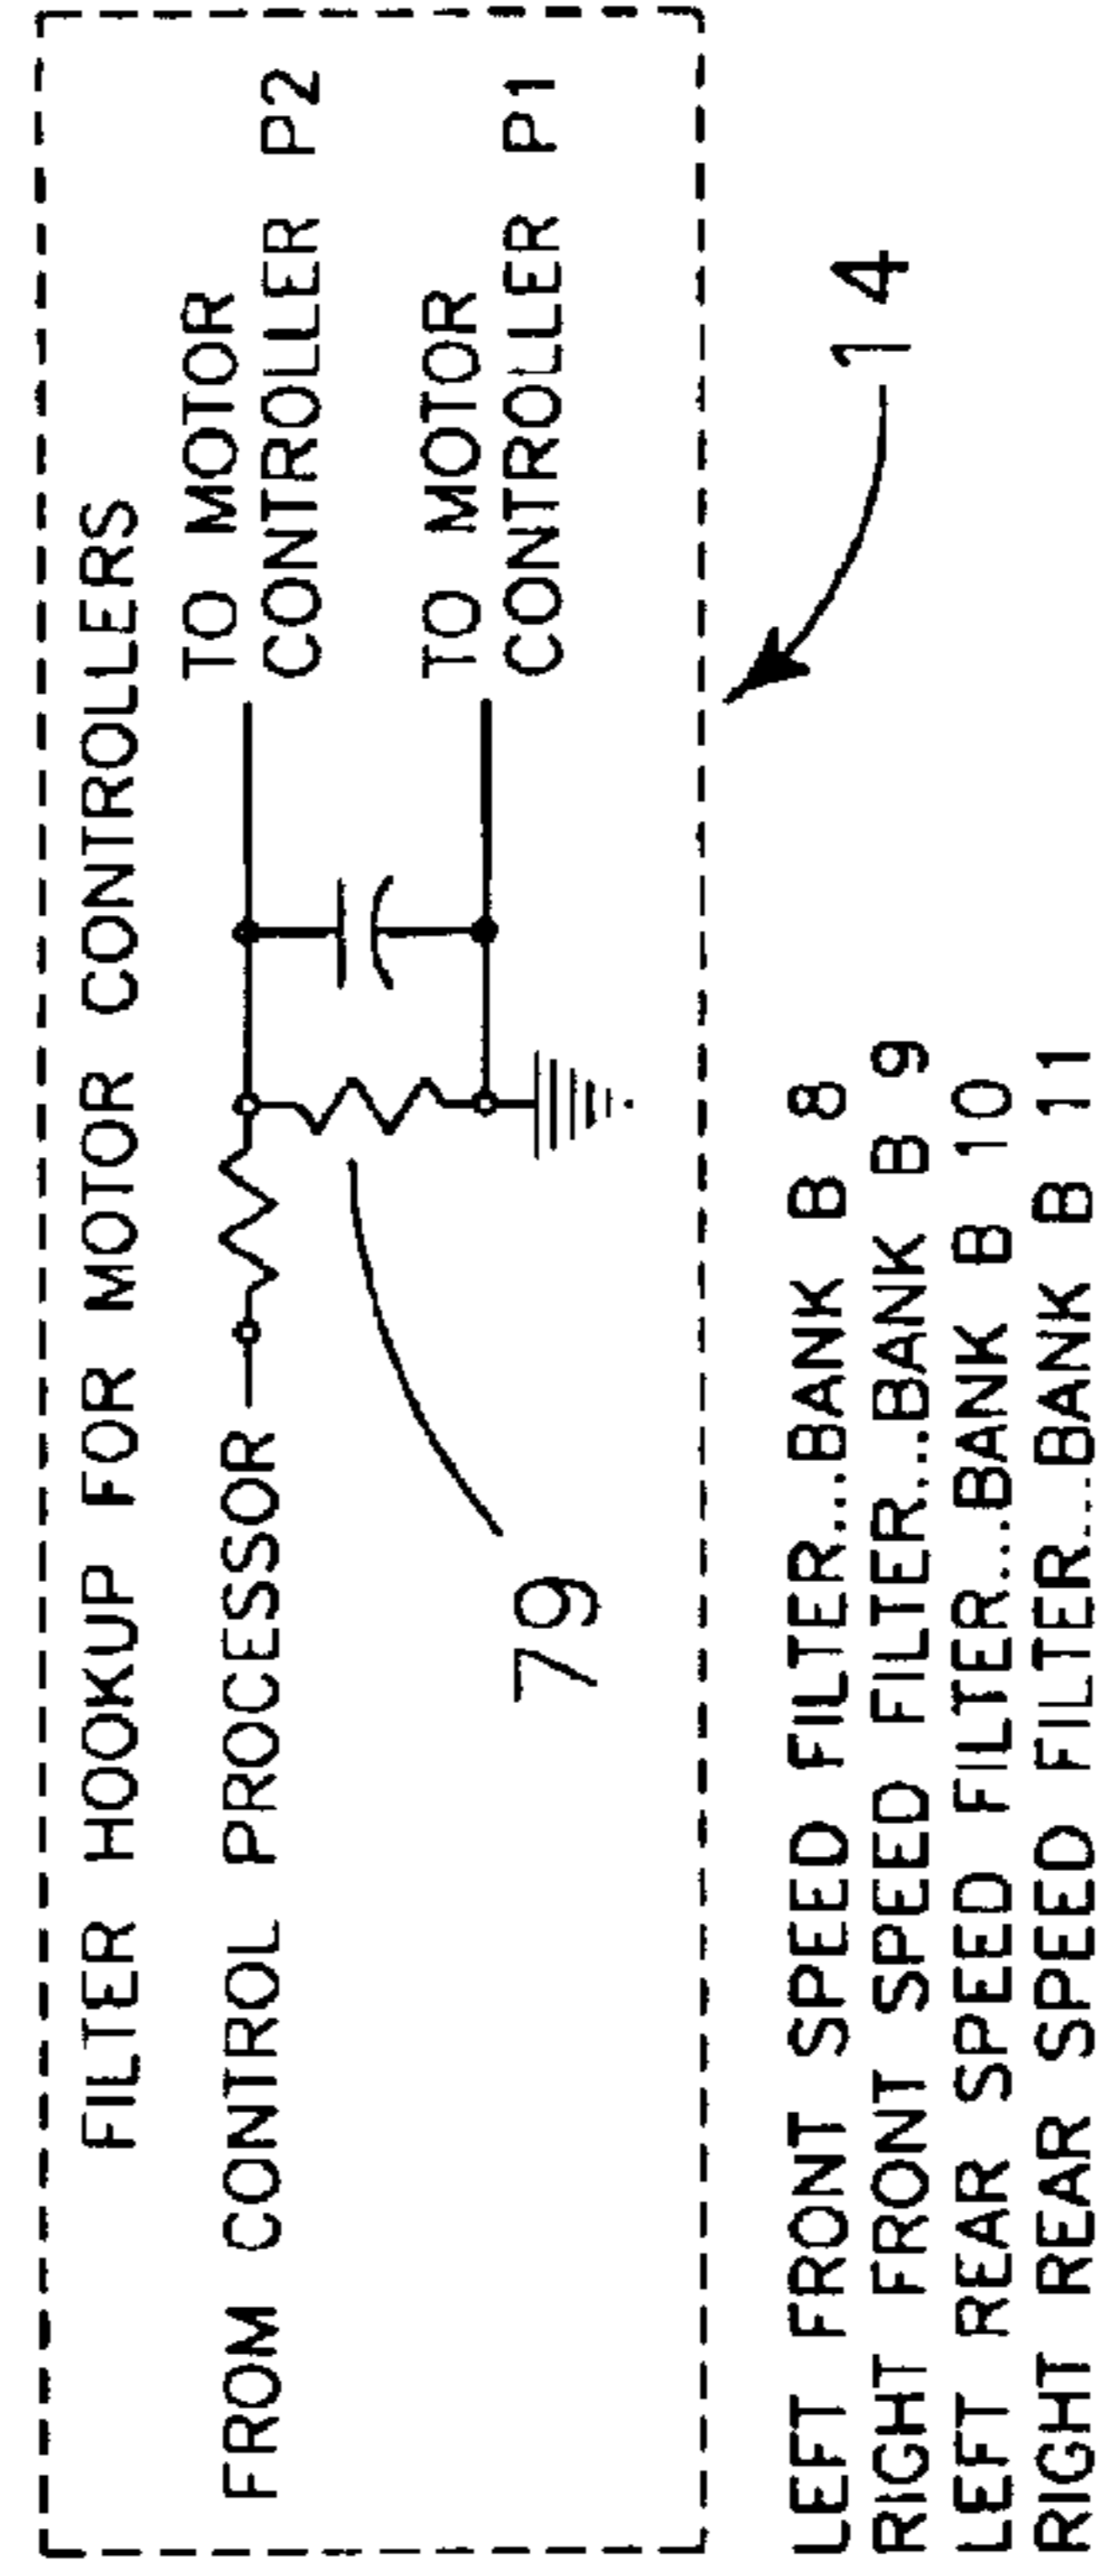 FILTER HOOKUP FOR MOTOR CONTROLLERS
FROM CONTROL PROCESSOR
TO MOTOR
CONTROLLER P2
TO MOTOR
CONTROLLER P1
79
14
LEFT FRONT SPEED FILTER...BANK B 8
RIGHT FRONT SPEED FILTER...BANK B 9
LEFT REAR SPEED FILTER...BANK B 10
RIGHT REAR SPEED FILTER...BANK B 11